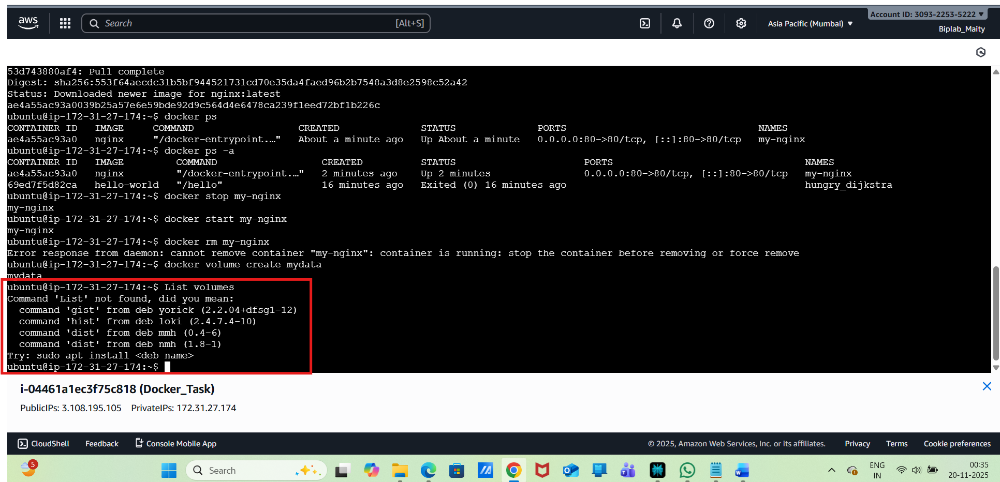 aws
Search
[Alt+S]
Asia Pacific (Mumbai) ▼
Account ID: 3093-2253-5222 ▼
Biplab_Maity
53d743880af4: Pull complete
Digest: sha256:553f64aecdc31b5bf944521731cd70e35da4faed96b2b7548a3d8e2598c52a42
Status: Downloaded newer image for nginx:latest
ae4a55ac93a0039b25a57e6e59bde92d9c564d4e6478ca239f1eed72bf1b226c
ubuntu@ip-172-31-27-174:~$ docker ps
CONTAINER ID   IMAGE     COMMAND                  CREATED              STATUS              PORTS                                 NAMES
ae4a55ac93a0   nginx     "/docker-entrypoint.…"   About a minute ago   Up About a minute   0.0.0.0:80->80/tcp, [::]:80->80/tcp   my-nginx
ubuntu@ip-172-31-27-174:~$ docker ps -a
CONTAINER ID   IMAGE         COMMAND                  CREATED          STATUS                      PORTS                                 NAMES
ae4a55ac93a0   nginx         "/docker-entrypoint.…"   2 minutes ago    Up 2 minutes                0.0.0.0:80->80/tcp, [::]:80->80/tcp   my-nginx
69ed7f5d82ca   hello-world   "/hello"                 16 minutes ago   Exited (0) 16 minutes ago                                         hungry_dijkstra
ubuntu@ip-172-31-27-174:~$ docker stop my-nginx
my-nginx
ubuntu@ip-172-31-27-174:~$ docker start my-nginx
my-nginx
ubuntu@ip-172-31-27-174:~$ docker rm my-nginx
Error response from daemon: cannot remove container "my-nginx": container is running: stop the container before removing or force remove
ubuntu@ip-172-31-27-174:~$ docker volume create mydata
mydata
ubuntu@ip-172-31-27-174:~$ List volumes
Command 'List' not found, did you mean:
  command 'gist' from deb yorick (2.2.04+dfsg1-12)
  command 'hist' from deb loki (2.4.7.4-10)
  command 'dist' from deb mmh (0.4-6)
  command 'dist' from deb nmh (1.8-1)
Try: sudo apt install <deb name>
ubuntu@ip-172-31-27-174:~$
i-04461a1ec3f75c818 (Docker_Task)
PublicIPs: 3.108.195.105 PrivateIPs: 172.31.27.174
CloudShell
Feedback
Console Mobile App
© 2025, Amazon Web Services, Inc. or its affiliates.
Privacy
Terms
Cookie preferences
5
Search
ENG
IN
00:35
20-11-2025